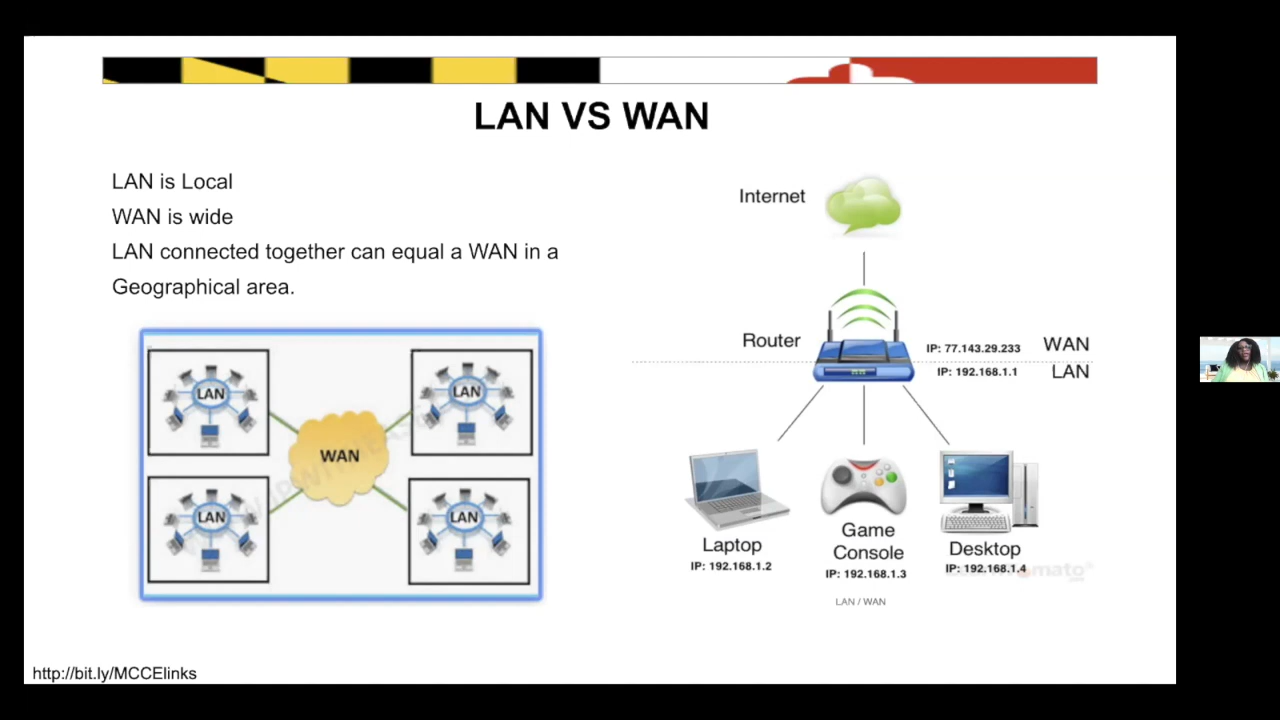 LAN VS WAN
LAN is Local
WAN is wide
LAN connected together can equal a WAN in a
Geographical area.
LAN
LAN
WAN
LAN
LAN
Internet
Router
IP: 77.143.29.233
WAN
IP: 192.168.1.1
LAN
Laptop
IP: 192.168.1.2
Game
Console
IP: 192.168.1.3
Desktop
IP: 192.168.1.4
LAN / WAN
http://bit.ly/MCCElinks